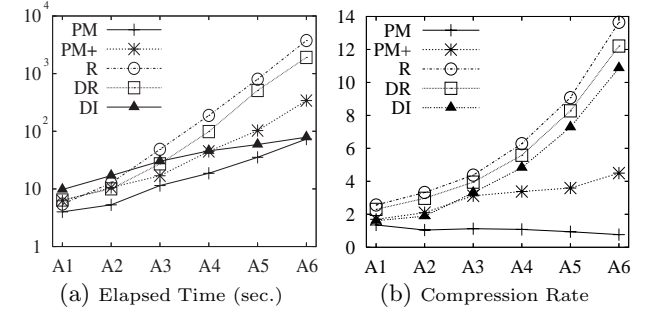 10^4
10^3
10^2
10
1
PM
PM+
R
DR
DI
A1 A2 A3 A4 A5 A6
(a) Elapsed Time (sec.)
14
12
10
8
6
4
2
0
PM
PM+
R
DR
DI
A1 A2 A3 A4 A5 A6
(b) Compression Rate